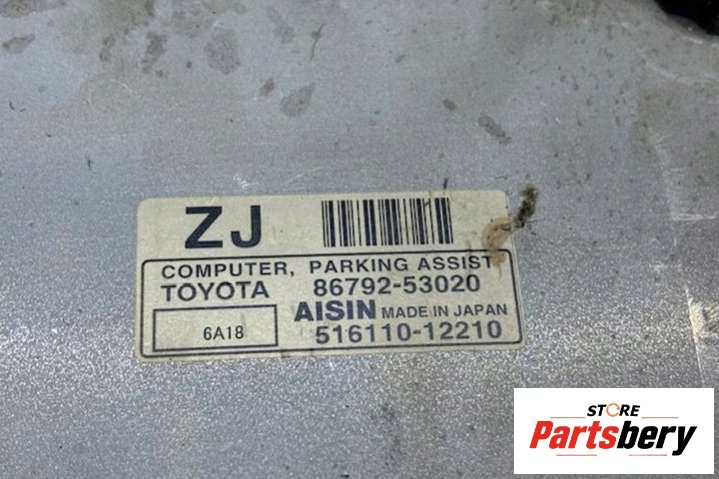 ZJ
COMPUTER, PARKING ASSIST
TOYOTA 86792-53020
6A18
AISIN MADE IN JAPAN
516110-12210
STORE
Partsbery